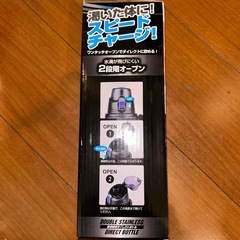 渇いた体に!
スピード
チャージ!
ワンタッチオープンでダイレクトに飲める!
水滴が飛びにくい
2段階オープン
OPEN
1
OPEN
2
DOUBLE STAINLESS
DIRECT BOTTLE